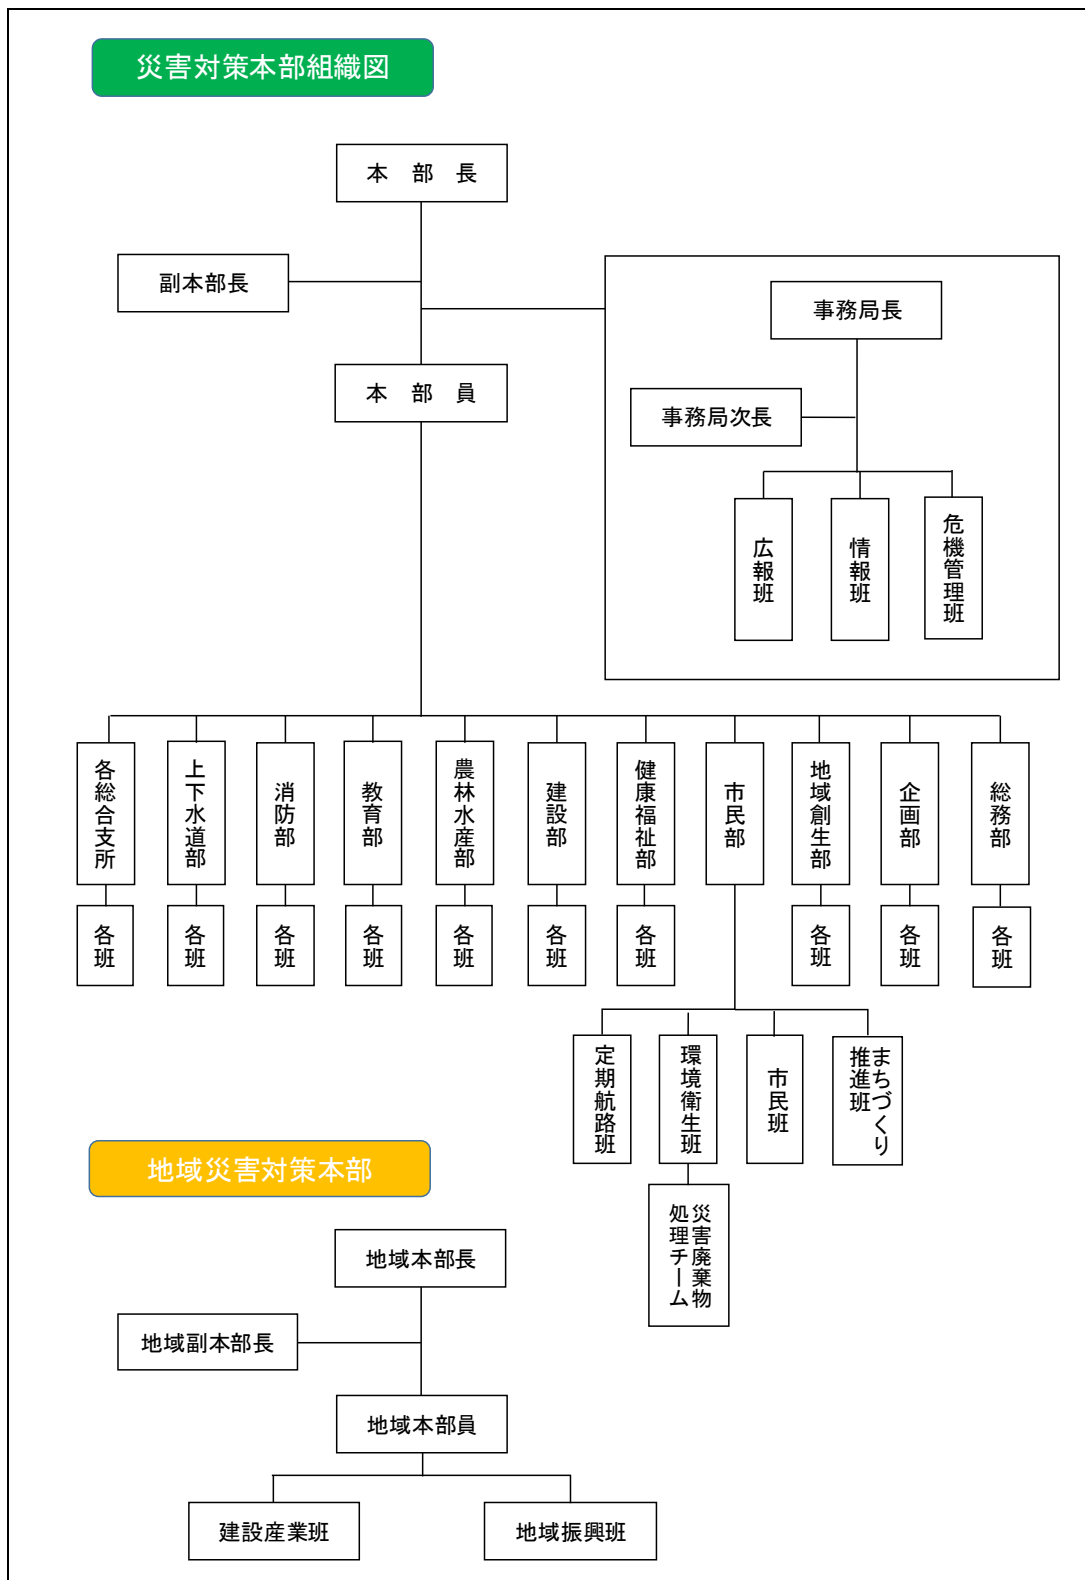 災害対策本部組織図
本 部 長
副本部長
事務局長
本 部 員
事務局次長
広報班
情報班
危機管理班
各総合支所
上下水道部
消防部
教育部
農林水産部
建設部
健康福祉部
市民部
地域創生部
企画部
総務部
各班
各班
各班
各班
各班
各班
各班
各班
各班
各班
定期航路班
環境衛生班
市民班
まちづくり
推進班
災害廃棄物
処理チーム
地域災害対策本部
地域本部長
地域副本部長
地域本部員
建設産業班
地域振興班